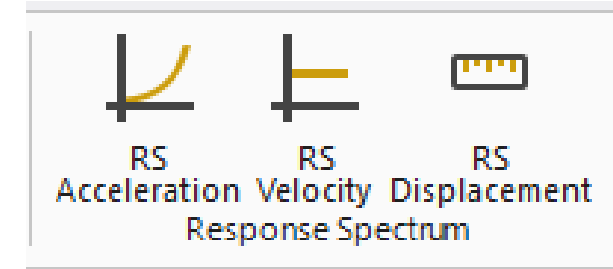 RS RS RS
Acceleration Velocity Displacement
Response Spectrum